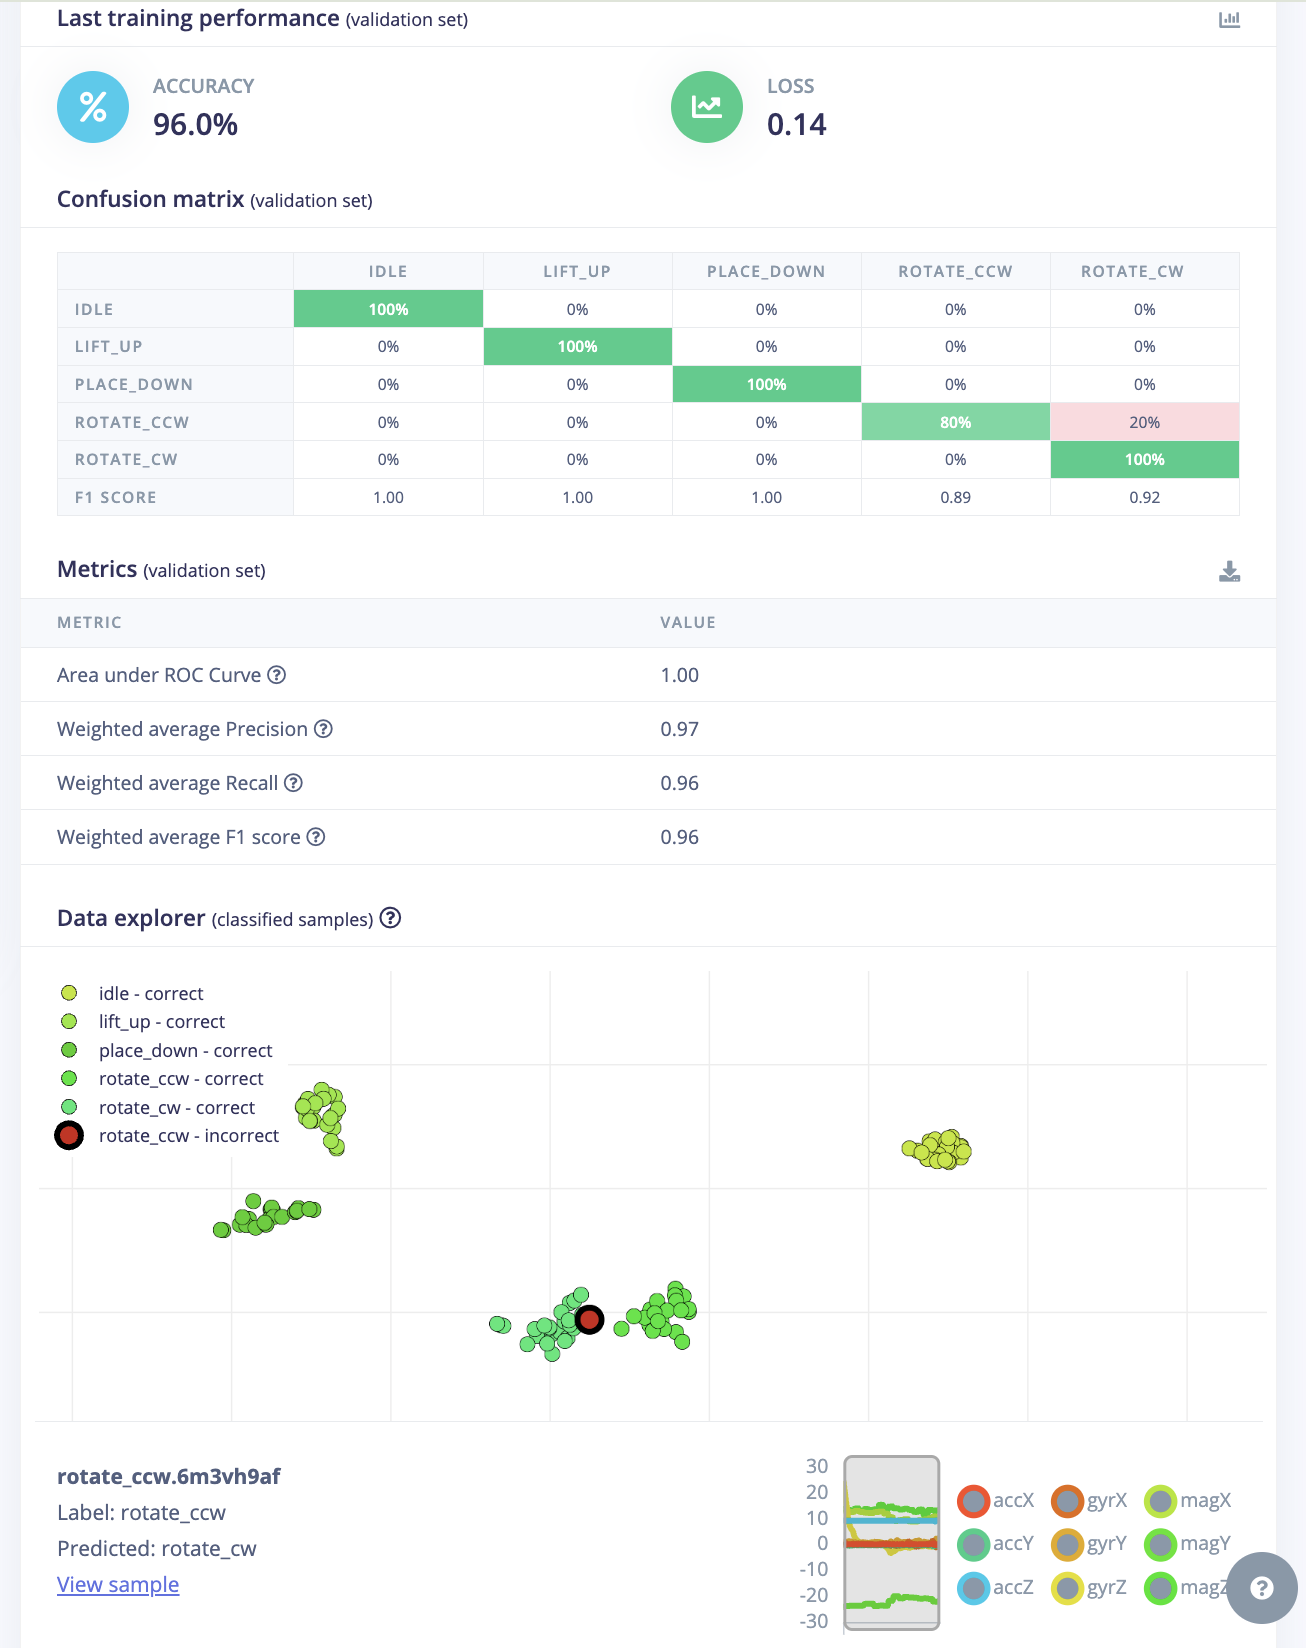 Last training performance (validation set)
ACCURACY
96.0%
LOSS
0.14
Confusion matrix (validation set)
IDLE LIFT_UP PLACE_DOWN ROTATE_CCW ROTATE_CW
IDLE 100% 0% 0% 0% 0%
LIFT_UP 0% 100% 0% 0% 0%
PLACE_DOWN 0% 0% 100% 0% 0%
ROTATE_CCW 0% 0% 0% 80% 20%
ROTATE_CW 0% 0% 0% 0% 100%
F1 SCORE 1.00 1.00 1.00 0.89 0.92
Metrics (validation set)
METRIC VALUE
Area under ROC Curve ? 1.00
Weighted average Precision ? 0.97
Weighted average Recall ? 0.96
Weighted average F1 score ? 0.96
Data explorer (classified samples) ?
idle - correct
lift_up - correct
place_down - correct
rotate_ccw - correct
rotate_cw - correct
rotate_ccw - incorrect
rotate_ccw.6m3vh9af
Label: rotate_ccw
Predicted: rotate_cw
View sample
30
20
10
0
-10
-20
-30
accX gyrX magX
accY gyrY magY
accZ gyrZ magZ
?